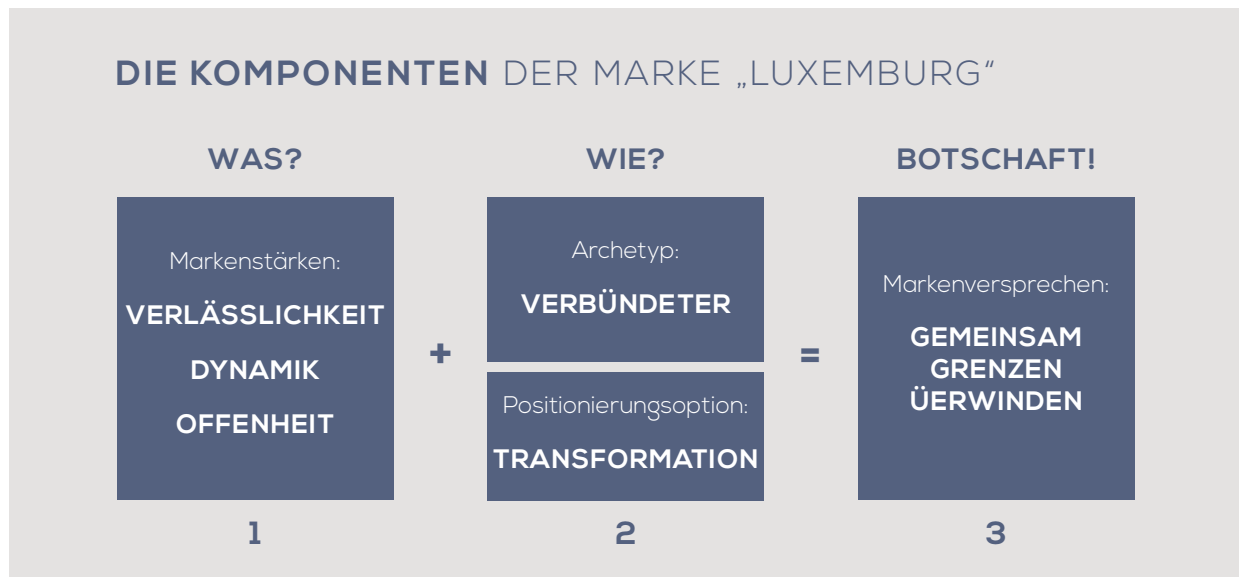 DIE KOMPONENTEN DER MARKE „LUXEMBURG“
WAS?
Markenstärken:
VERLÄSSLICHKEIT
DYNAMIK
OFFENHEIT
1
+
WIE?
Archetyp:
VERBÜNDETER
Positionierungsoption:
TRANSFORMATION
2
=
BOTSCHAFT!
Markenversprechen:
GEMEINSAM
GRENZEN
ÜERWINDEN
3